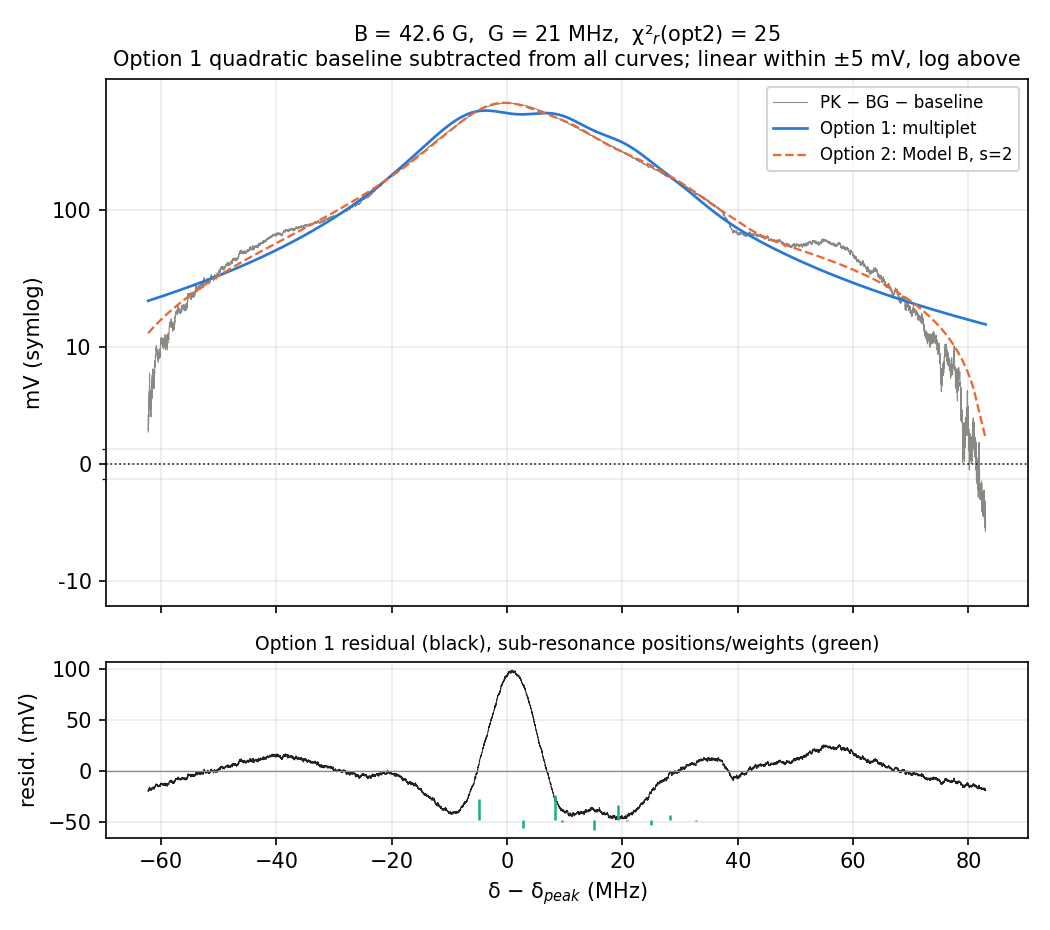 B = 42.6 G,  G = 21 MHz,  χ²ᵣ(opt2) = 25
Option 1 quadratic baseline subtracted from all curves; linear within ±5 mV, log above
PK − BG − baseline
Option 1: multiplet
Option 2: Model B, s=2
mV (symlog)
100
10
0
-10
Option 1 residual (black), sub-resonance positions/weights (green)
resid. (mV)
100
50
0
−50
−60 −40 −20 0 20 40 60 80
δ − δpeak (MHz)